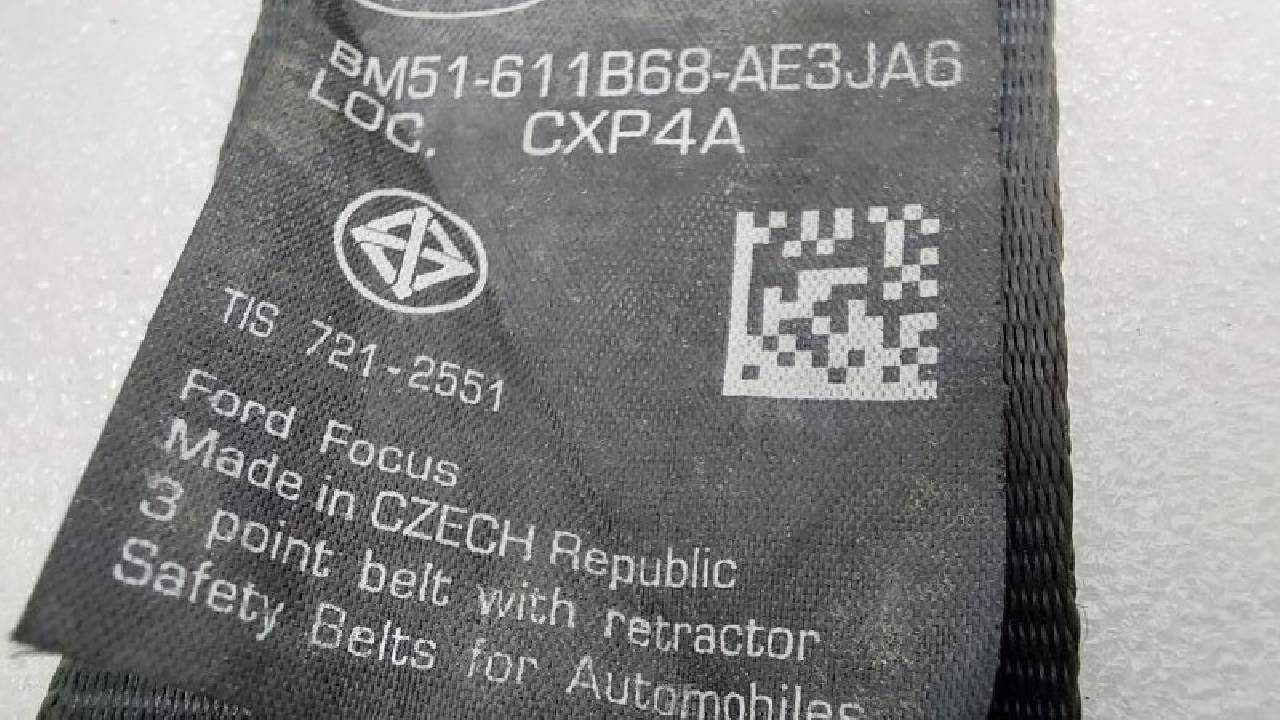 BM51-611B68-AE3JA6
LOC. CXP4A
TIS 721-2551
Ford Focus
Made in CZECH Republic
3 point belt with retractor
Safety Belts for Automobiles